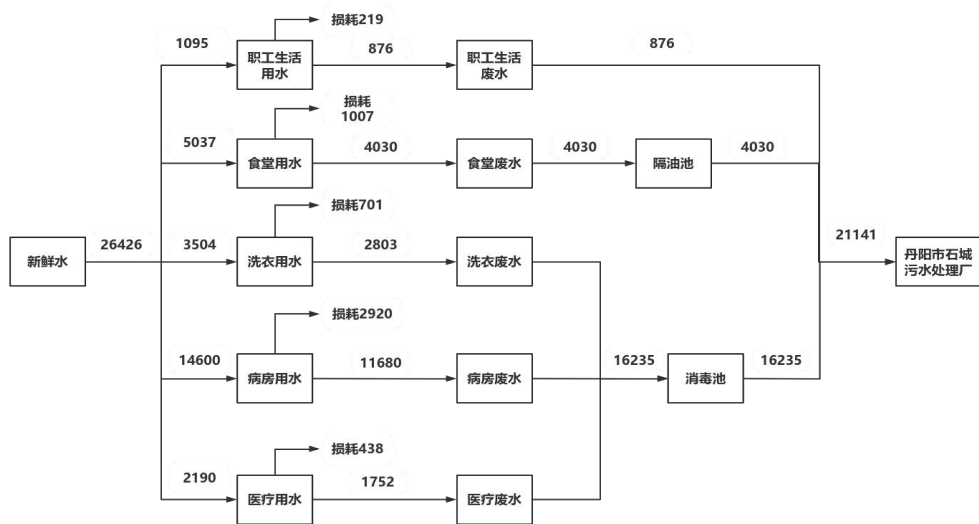 损耗219
1095
职工生活
用水
876
职工生活
废水
876
损耗
1007
5037
食堂用水
4030
食堂废水
4030
隔油池
4030
损耗701
新鲜水
26426
3504
洗衣用水
2803
洗衣废水
21141
丹阳市石城
污水处理厂
损耗2920
14600
病房用水
11680
病房废水
16235
消毒池
16235
损耗438
2190
医疗用水
1752
医疗废水